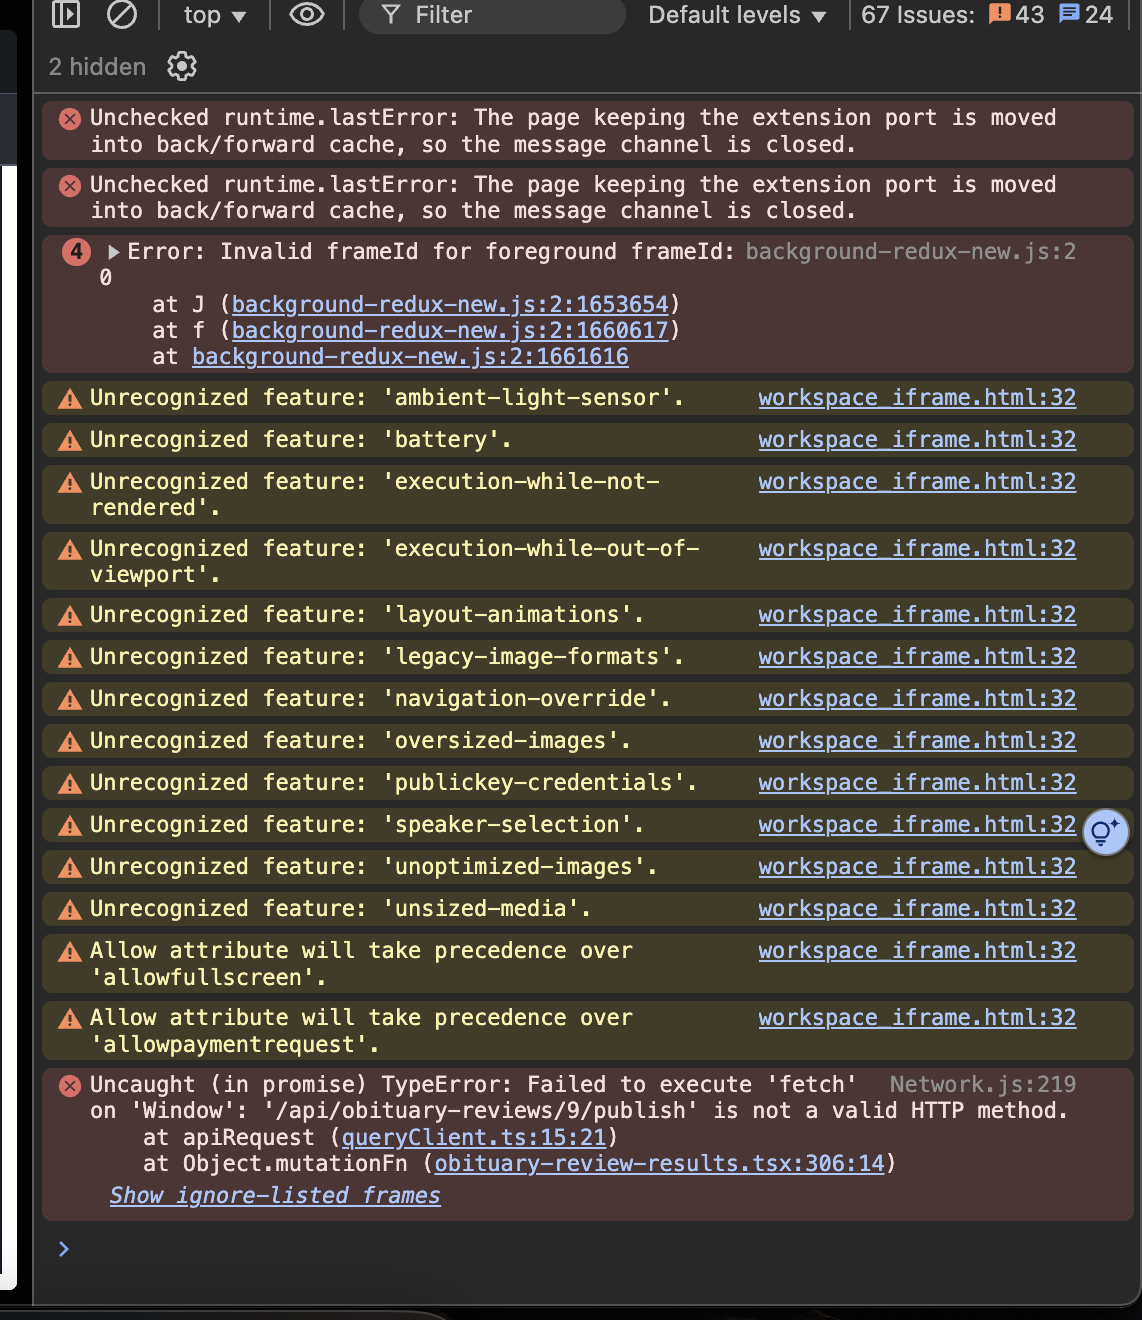 top ▼ Filter Default levels ▼ 67 Issues: 43 24
2 hidden
Unchecked runtime.lastError: The page keeping the extension port is moved
into back/forward cache, so the message channel is closed.
Unchecked runtime.lastError: The page keeping the extension port is moved
into back/forward cache, so the message channel is closed.
4 ▶ Error: Invalid frameId for foreground frameId: background-redux-new.js:2
0
at J (background-redux-new.js:2:1653654)
at f (background-redux-new.js:2:1660617)
at background-redux-new.js:2:1661616
Unrecognized feature: 'ambient-light-sensor'. workspace_iframe.html:32
Unrecognized feature: 'battery'. workspace_iframe.html:32
Unrecognized feature: 'execution-while-not- workspace_iframe.html:32
rendered'.
Unrecognized feature: 'execution-while-out-of- workspace_iframe.html:32
viewport'.
Unrecognized feature: 'layout-animations'. workspace_iframe.html:32
Unrecognized feature: 'legacy-image-formats'. workspace_iframe.html:32
Unrecognized feature: 'navigation-override'. workspace_iframe.html:32
Unrecognized feature: 'oversized-images'. workspace_iframe.html:32
Unrecognized feature: 'publickey-credentials'. workspace_iframe.html:32
Unrecognized feature: 'speaker-selection'. workspace_iframe.html:32
Unrecognized feature: 'unoptimized-images'. workspace_iframe.html:32
Unrecognized feature: 'unsized-media'. workspace_iframe.html:32
Allow attribute will take precedence over workspace_iframe.html:32
'allowfullscreen'.
Allow attribute will take precedence over workspace_iframe.html:32
'allowpaymentrequest'.
Uncaught (in promise) TypeError: Failed to execute 'fetch' Network.js:219
on 'Window': '/api/obituary-reviews/9/publish' is not a valid HTTP method.
at apiRequest (queryClient.ts:15:21)
at Object.mutationFn (obituary-review-results.tsx:306:14)
Show ignore-listed frames